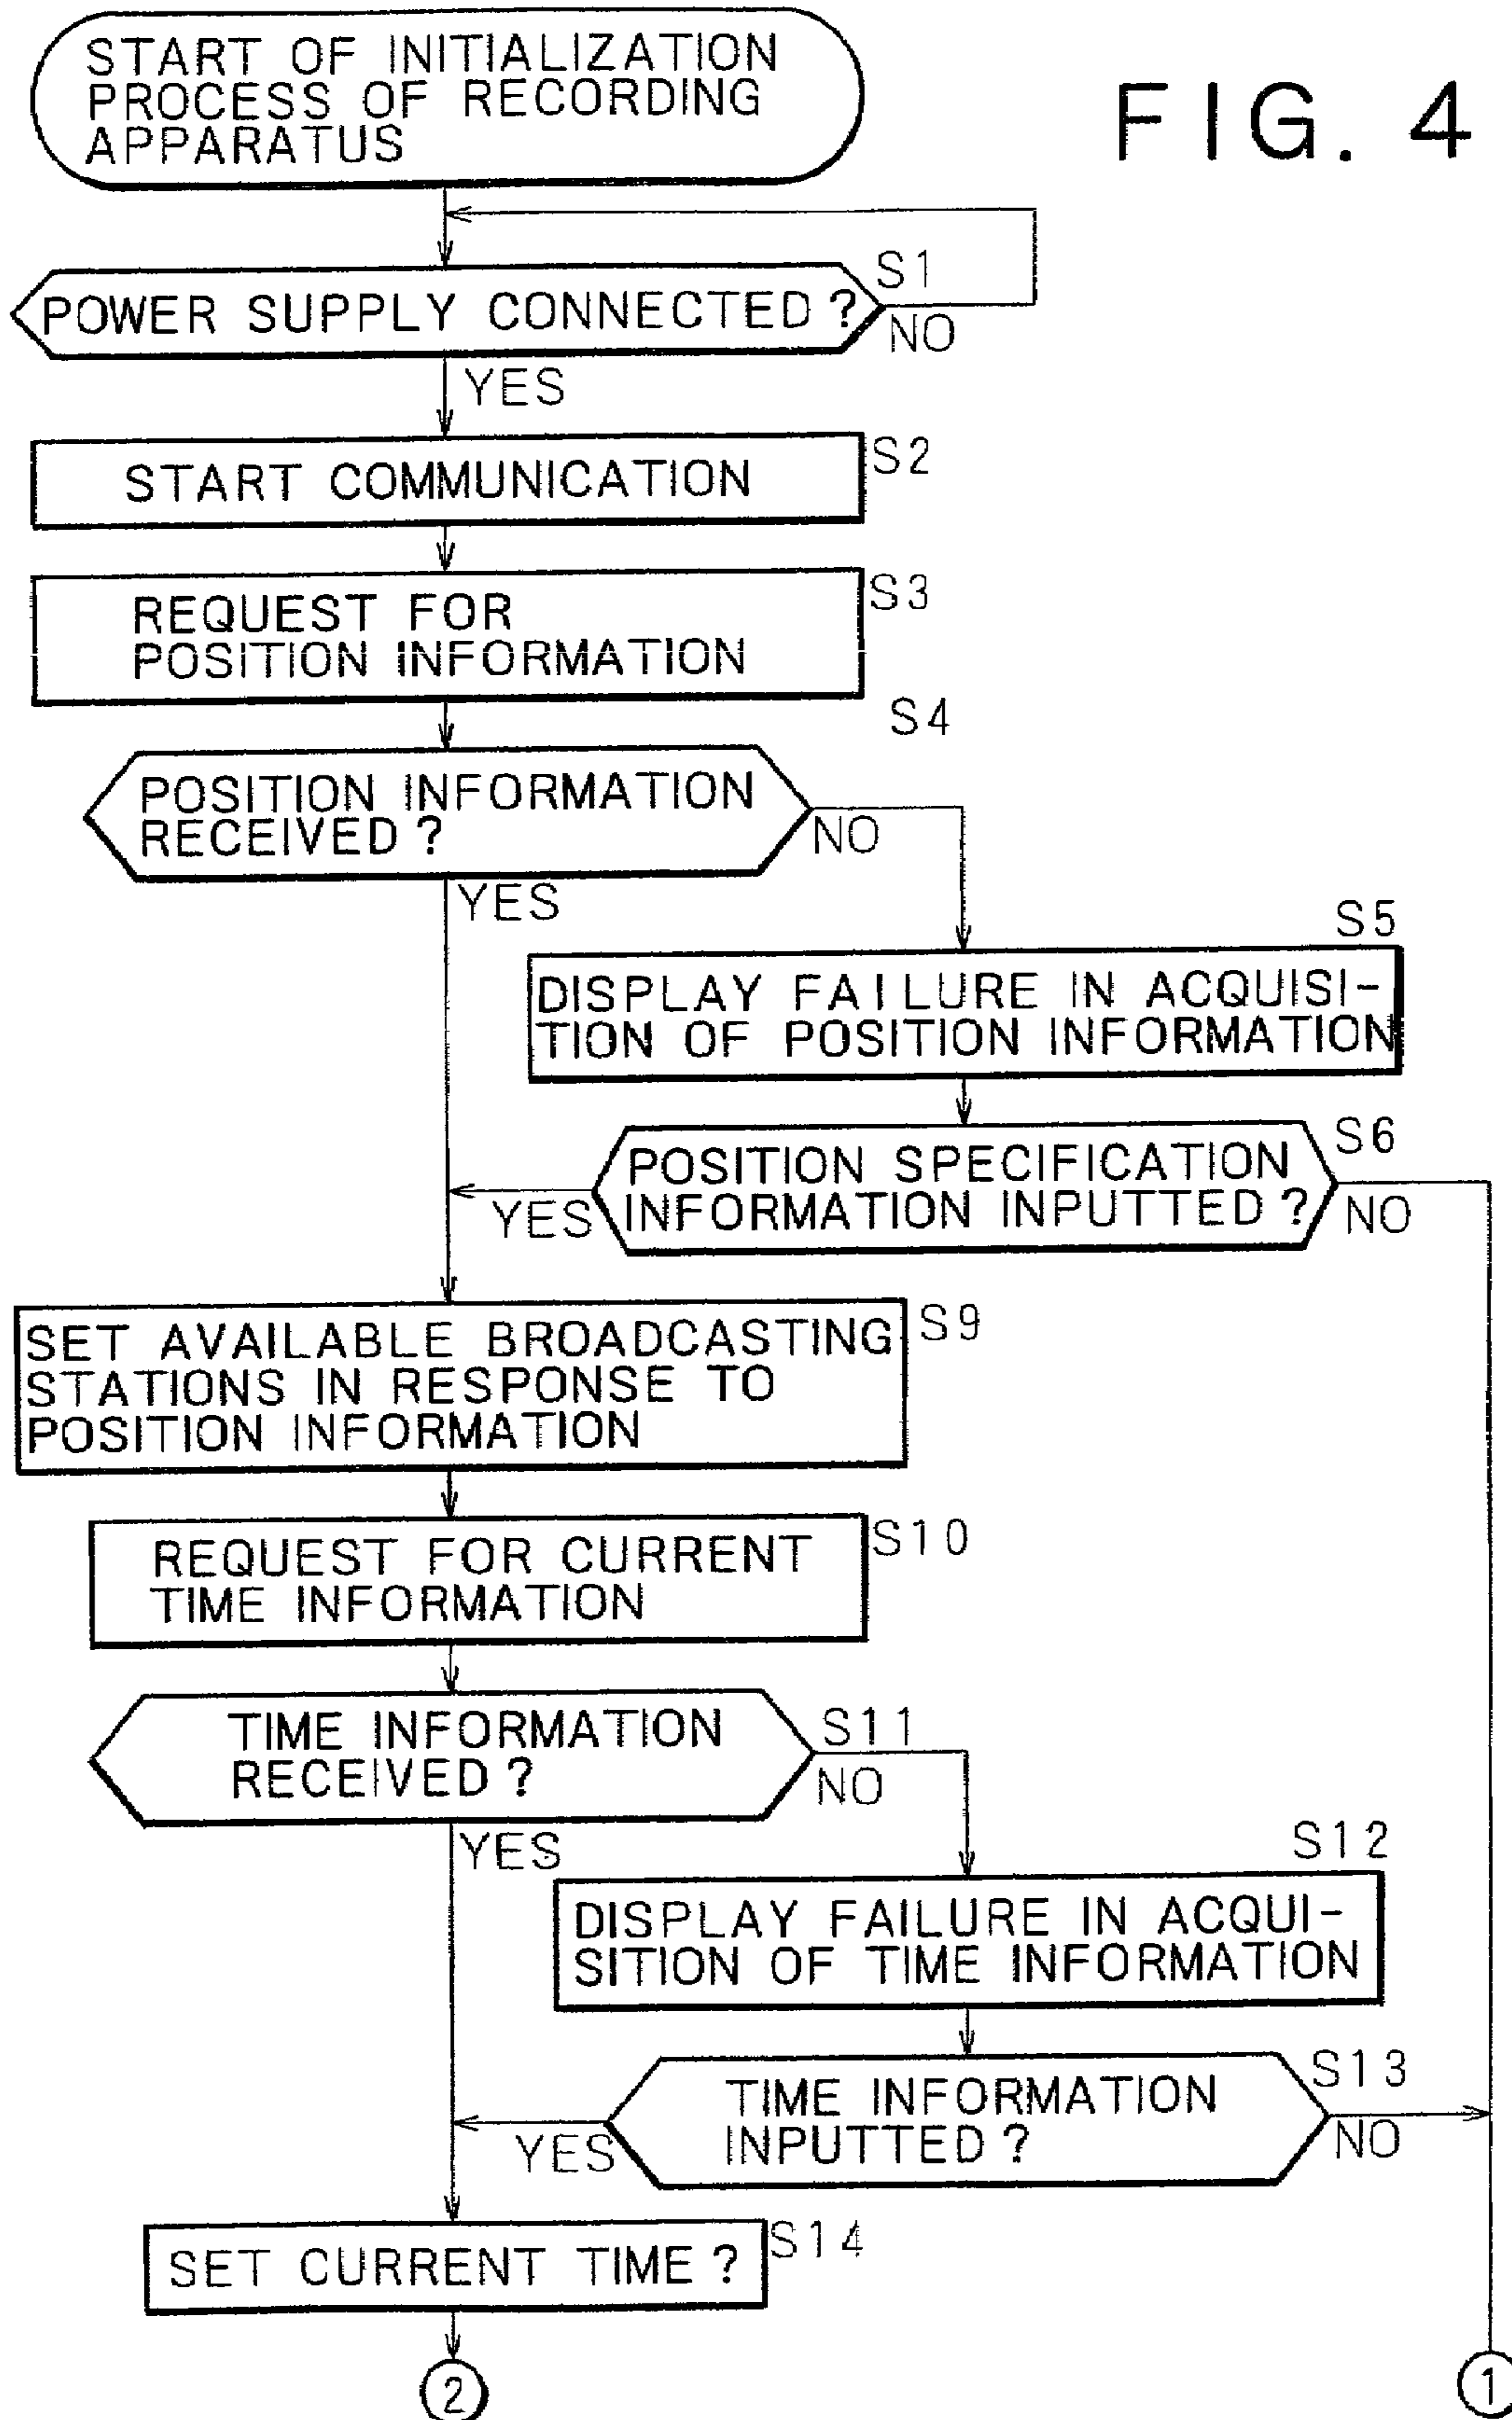 START OF INITIALIZATION
PROCESS OF RECORDING
APPARATUS
FIG. 4
S1
POWER SUPPLY CONNECTED ?
NO
YES
S2
START COMMUNICATION
S3
REQUEST FOR
POSITION INFORMATION
S4
POSITION INFORMATION
RECEIVED ?
NO
YES
S5
DISPLAY FAILURE IN ACQUISI-
TION OF POSITION INFORMATION
S6
POSITION SPECIFICATION
INFORMATION INPUTTED ?
YES
NO
S9
SET AVAILABLE BROADCASTING
STATIONS IN RESPONSE TO
POSITION INFORMATION
S10
REQUEST FOR CURRENT
TIME INFORMATION
S11
TIME INFORMATION
RECEIVED ?
NO
YES
S12
DISPLAY FAILURE IN ACQUI-
SITION OF TIME INFORMATION
S13
TIME INFORMATION
INPUTTED ?
YES
NO
S14
SET CURRENT TIME ?
2
1